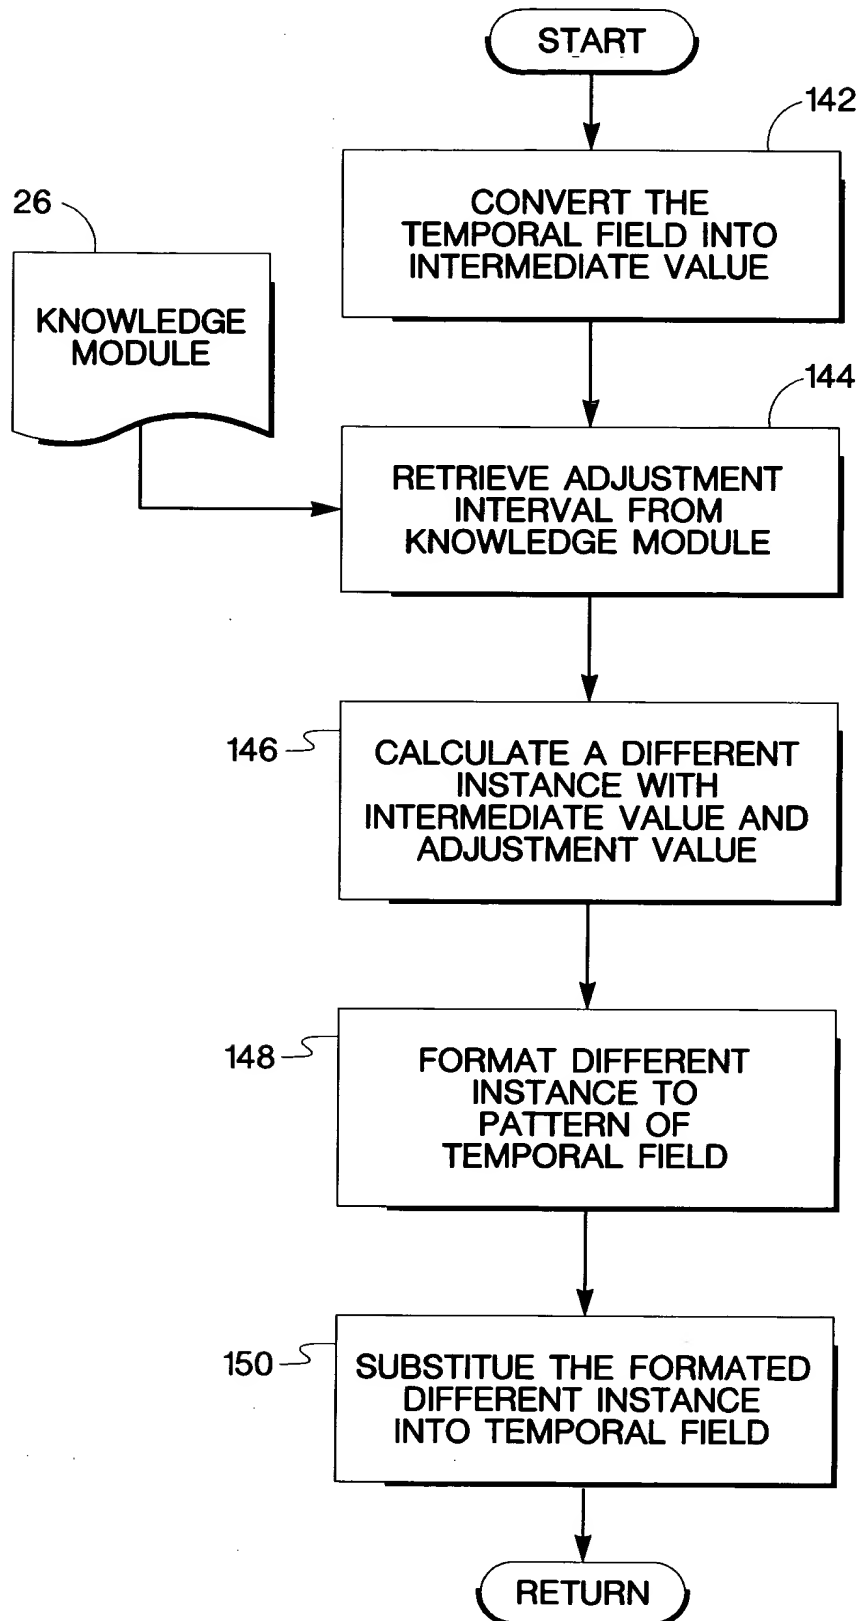 START
142
CONVERT THE
TEMPORAL FIELD INTO
INTERMEDIATE VALUE
26
KNOWLEDGE
MODULE
144
RETRIEVE ADJUSTMENT
INTERVAL FROM
KNOWLEDGE MODULE
146
CALCULATE A DIFFERENT
INSTANCE WITH
INTERMEDIATE VALUE AND
ADJUSTMENT VALUE
148
FORMAT DIFFERENT
INSTANCE TO
PATTERN OF
TEMPORAL FIELD
150
SUBSTITUE THE FORMATED
DIFFERENT INSTANCE
INTO TEMPORAL FIELD
RETURN